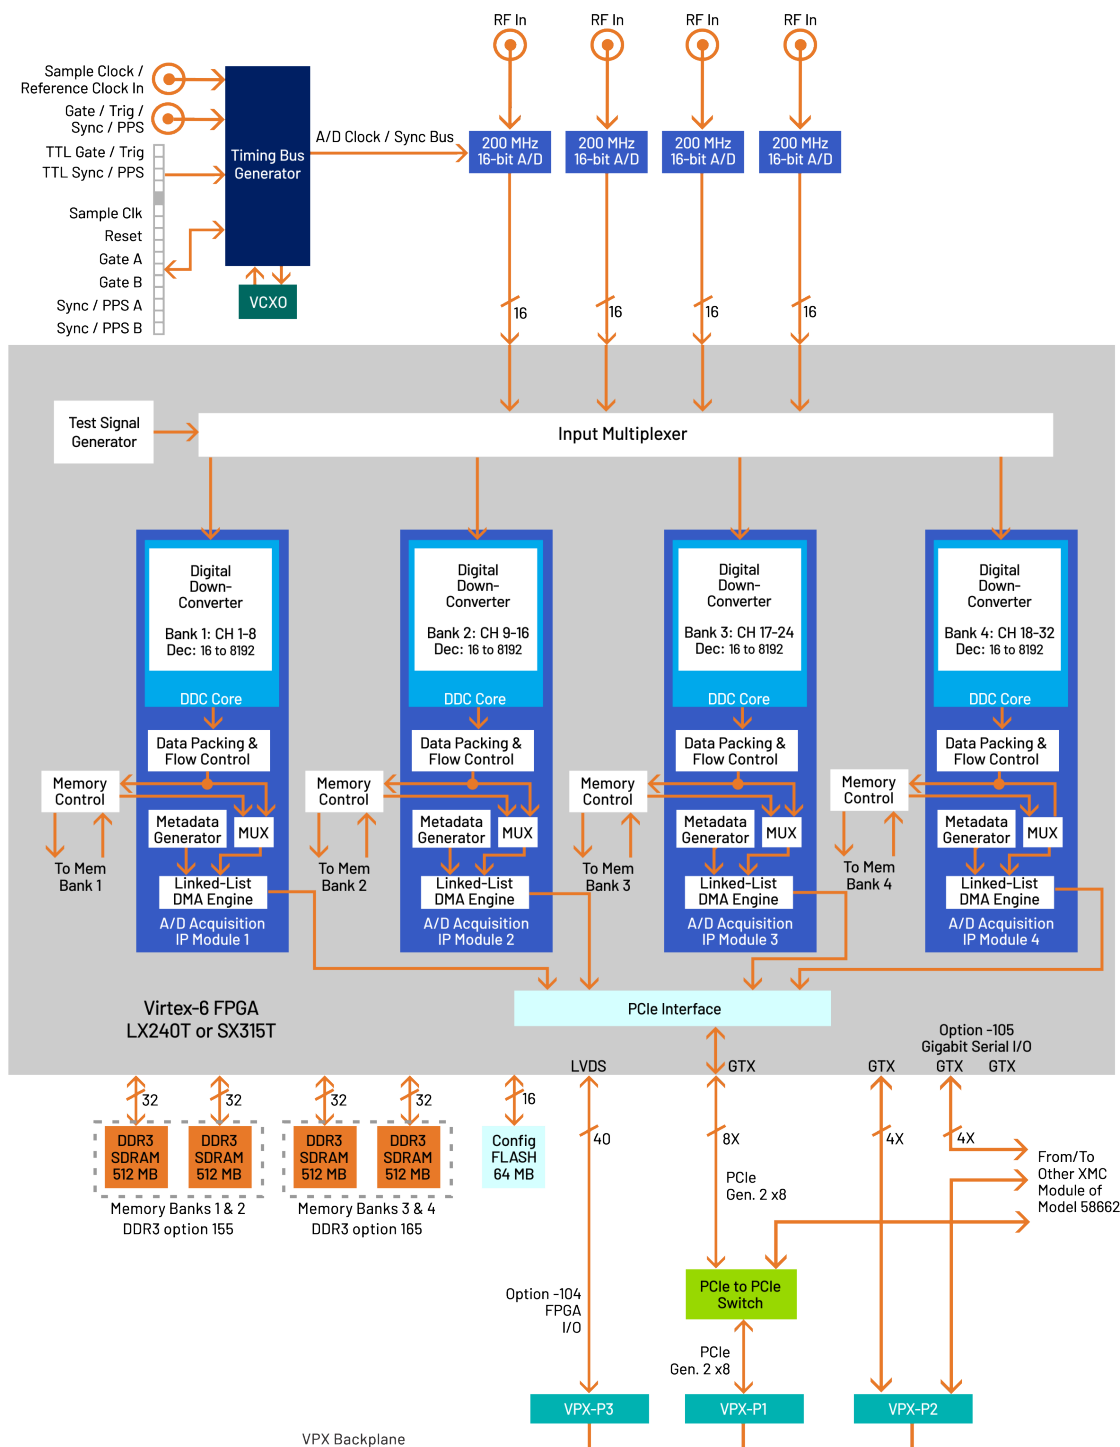 RF In
RF In
RF In
RF In
Sample Clock /
Reference Clock In
Gate / Trig /
Sync / PPS
TTL Gate / Trig
TTL Sync / PPS
Sample Clk
Reset
Gate A
Gate B
Sync / PPS A
Sync / PPS B
Timing Bus
Generator
VCXO
A/D Clock / Sync Bus
200 MHz
16-bit A/D
200 MHz
16-bit A/D
200 MHz
16-bit A/D
200 MHz
16-bit A/D
16
16
16
16
Test Signal
Generator
Input Multiplexer
Digital
Down-
Converter
Bank 1: CH 1-8
Dec: 16 to 8192
DDC Core
Data Packing &
Flow Control
Memory
Control
Metadata
Generator
MUX
To Mem
Bank 1
Linked-List
DMA Engine
A/D Acquisition
IP Module 1
Digital
Down-
Converter
Bank 2: CH 9-16
Dec: 16 to 8192
DDC Core
Data Packing &
Flow Control
Memory
Control
Metadata
Generator
MUX
To Mem
Bank 2
Linked-List
DMA Engine
A/D Acquisition
IP Module 2
Digital
Down-
Converter
Bank 3: CH 17-24
Dec: 16 to 8192
DDC Core
Data Packing &
Flow Control
Memory
Control
Metadata
Generator
MUX
To Mem
Bank 3
Linked-List
DMA Engine
A/D Acquisition
IP Module 3
Digital
Down-
Converter
Bank 4: CH 18-32
Dec: 16 to 8192
DDC Core
Data Packing &
Flow Control
Memory
Control
Metadata
Generator
MUX
To Mem
Bank 4
Linked-List
DMA Engine
A/D Acquisition
IP Module 4
Virtex-6 FPGA
LX240T or SX315T
PCIe Interface
Option -105
Gigabit Serial I/O
LVDS
GTX
GTX
GTX
GTX
32
32
32
32
16
40
8X
4X
4X
DDR3
SDRAM
512 MB
DDR3
SDRAM
512 MB
DDR3
SDRAM
512 MB
DDR3
SDRAM
512 MB
Config
FLASH
64 MB
Memory Banks 1 & 2
DDR3 option 155
Memory Banks 3 & 4
DDR3 option 165
PCIe
Gen. 2 x8
From/To
Other XMC
Module of
Model 58662
Option -104
FPGA
I/O
PCIe to PCIe
Switch
PCIe
Gen. 2 x8
VPX-P3
VPX-P1
VPX-P2
VPX Backplane